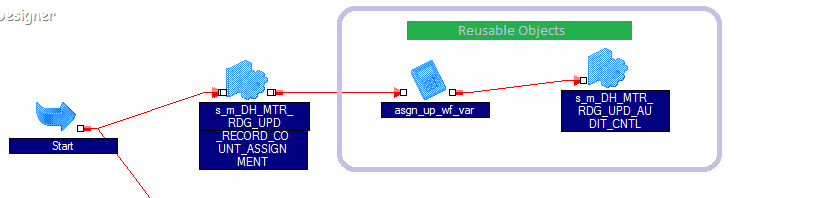 Designer
Reusable Objects
s_m_DH_MTR_
RDG_UPD
_RECORD_CO
UNT_ASSIGN
MENT
asgn_up_wf_var
s_m_DH_MTR_
RDG_UPD_AU
DIT_CNTL
Start